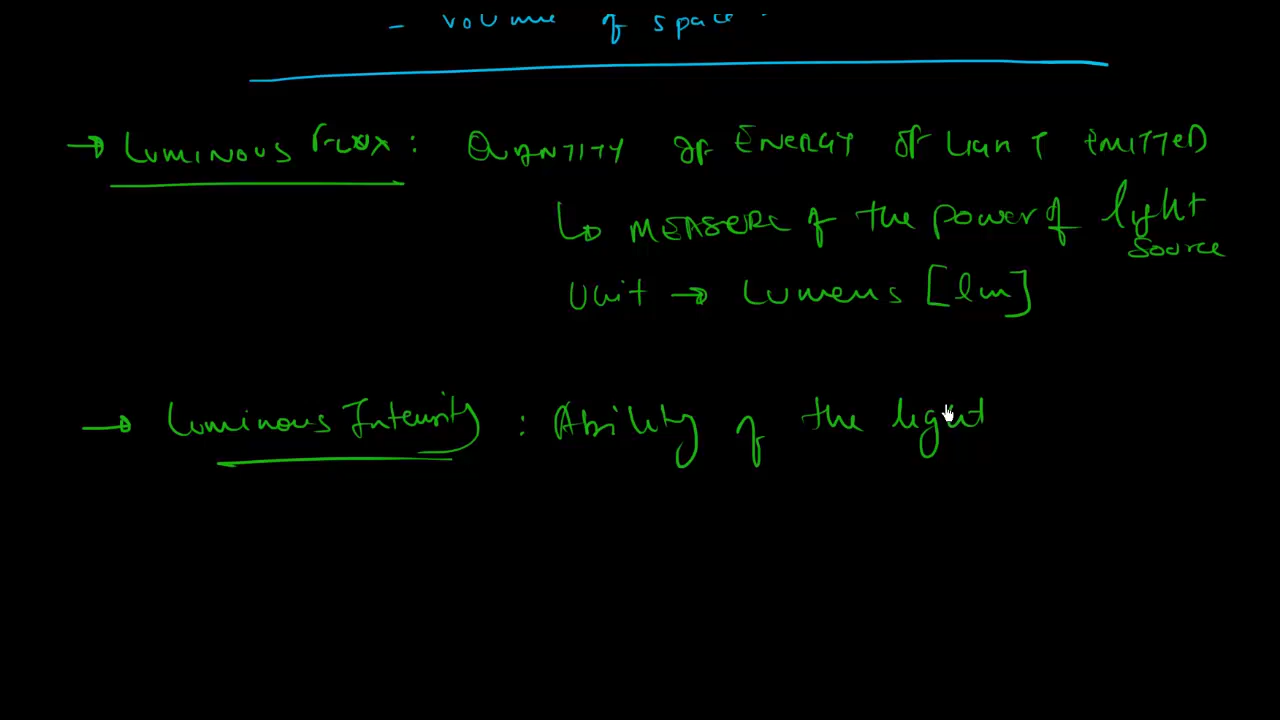 - volume of space.
→ LUMINOUS FLUX : QUANTITY OF ENERGY OF LIGHT EMITTED
↳ MEASURE of the power of light source
Unit → Lumens [lm]
→ Luminous Intensity : Ability of the light